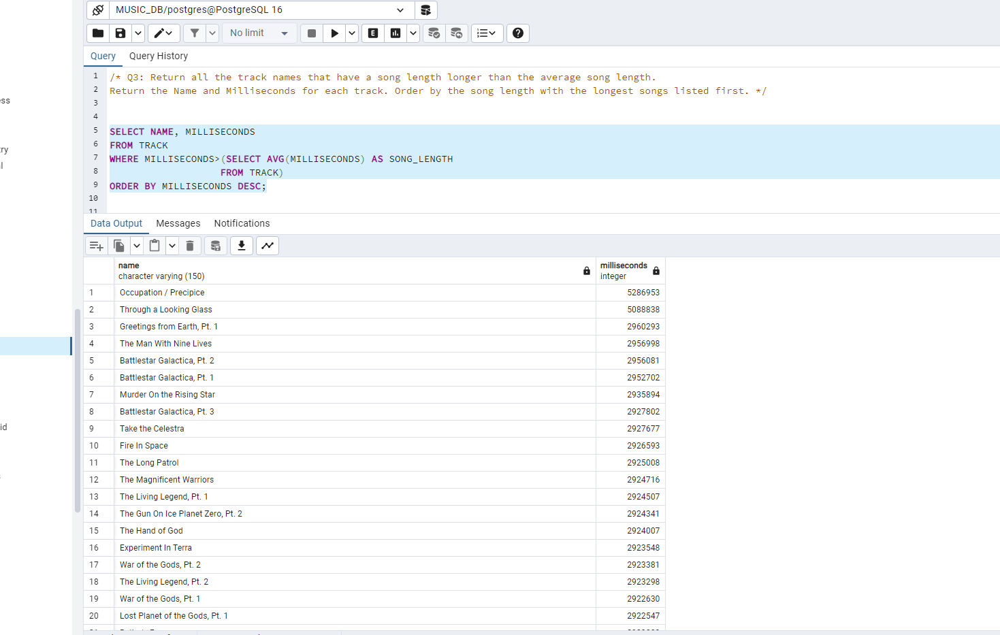 MUSIC_DB/postgres@PostgreSQL 16
No limit
E
Query Query History
1 /* Q3: Return all the track names that have a song length longer than the average song length.
2 Return the Name and Milliseconds for each track. Order by the song length with the longest songs listed first. */
3
4
5 SELECT NAME, MILLISECONDS
6 FROM TRACK
7 WHERE MILLISECONDS>(SELECT AVG(MILLISECONDS) AS SONG_LENGTH
8 FROM TRACK)
9 ORDER BY MILLISECONDS DESC;
10
11
Data Output Messages Notifications
name milliseconds
character varying (150) integer
1 Occupation / Precipice 5286953
2 Through a Looking Glass 5088838
3 Greetings from Earth, Pt. 1 2960293
4 The Man With Nine Lives 2956998
5 Battlestar Galactica, Pt. 2 2956081
6 Battlestar Galactica, Pt. 1 2952702
7 Murder On the Rising Star 2935894
8 Battlestar Galactica, Pt. 3 2927802
9 Take the Celestra 2927677
10 Fire In Space 2926593
11 The Long Patrol 2925008
12 The Magnificent Warriors 2924716
13 The Living Legend, Pt. 1 2924507
14 The Gun On Ice Planet Zero, Pt. 2 2924341
15 The Hand of God 2924007
16 Experiment In Terra 2923548
17 War of the Gods, Pt. 2 2923381
18 The Living Legend, Pt. 2 2923298
19 War of the Gods, Pt. 1 2922630
20 Lost Planet of the Gods, Pt. 1 2922547